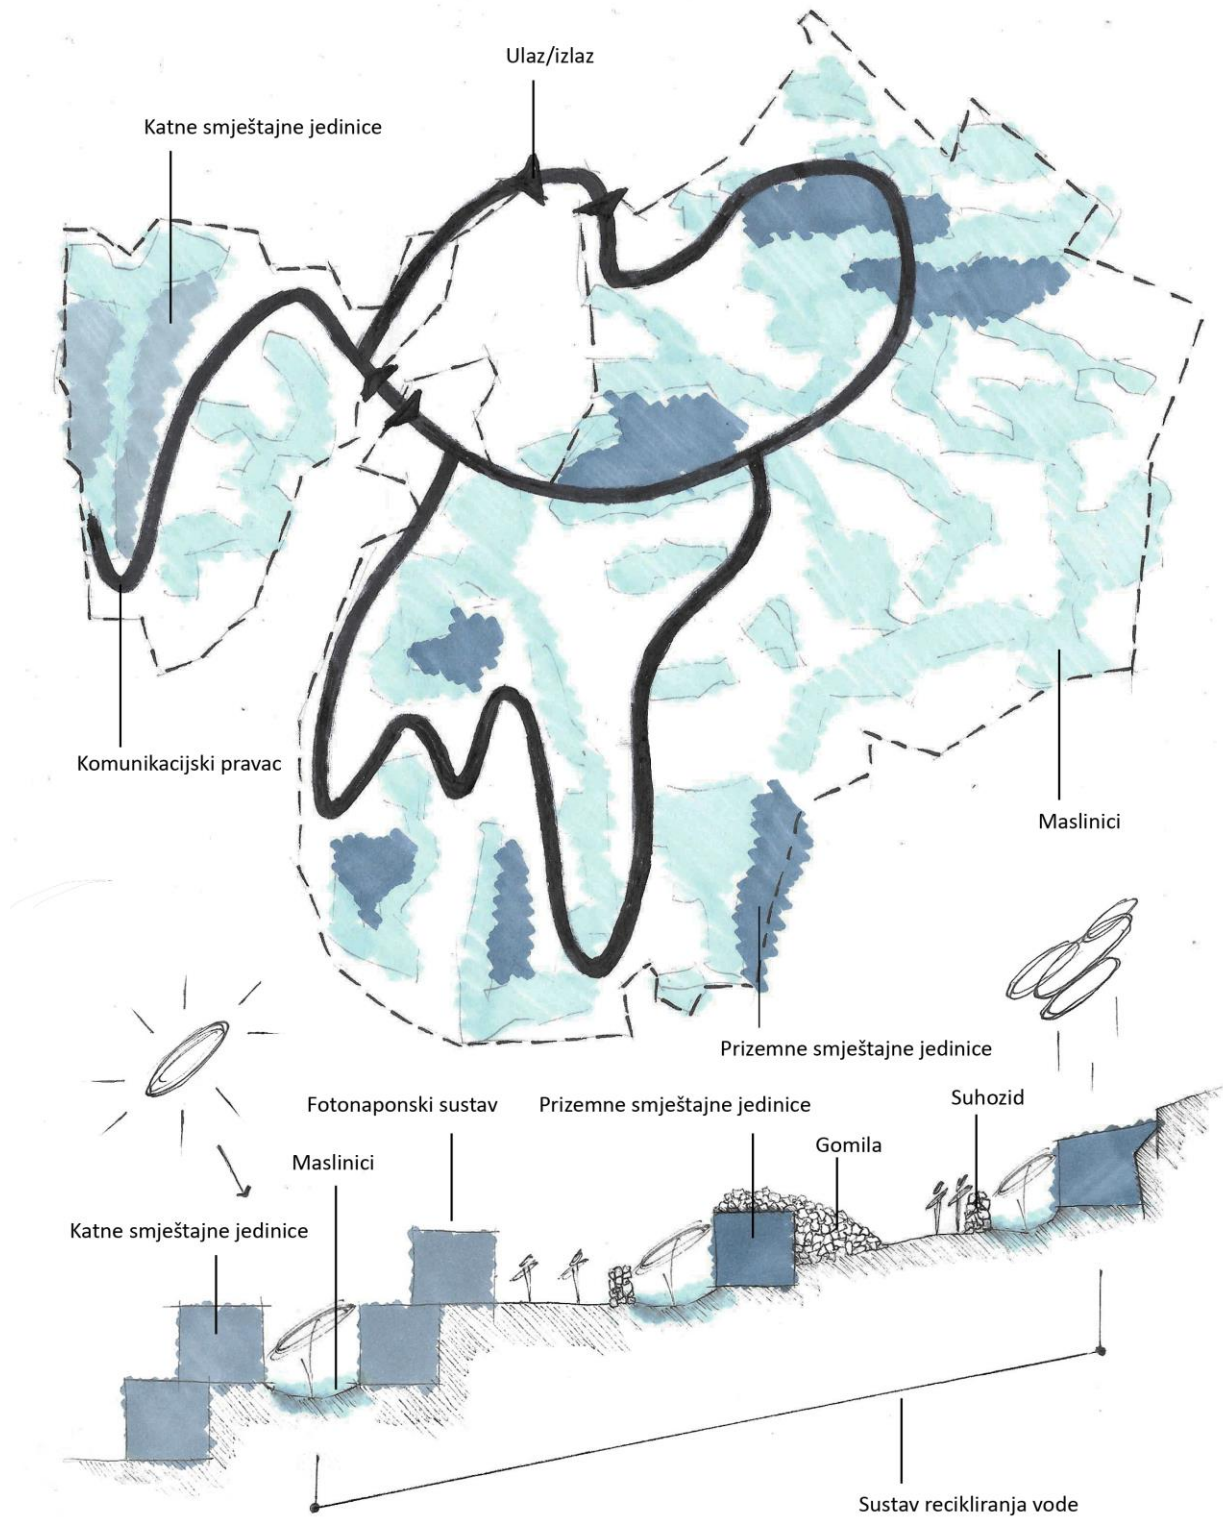 Ulaz/izlaz
Katne smještajne jedinice
Komunikacijski pravac
Maslinici
Prizemne smještajne jedinice
Fotonaponski sustav
Prizemne smještajne jedinice
Suhozid
Maslinici
Gomila
Katne smještajne jedinice
Sustav recikliranja vode